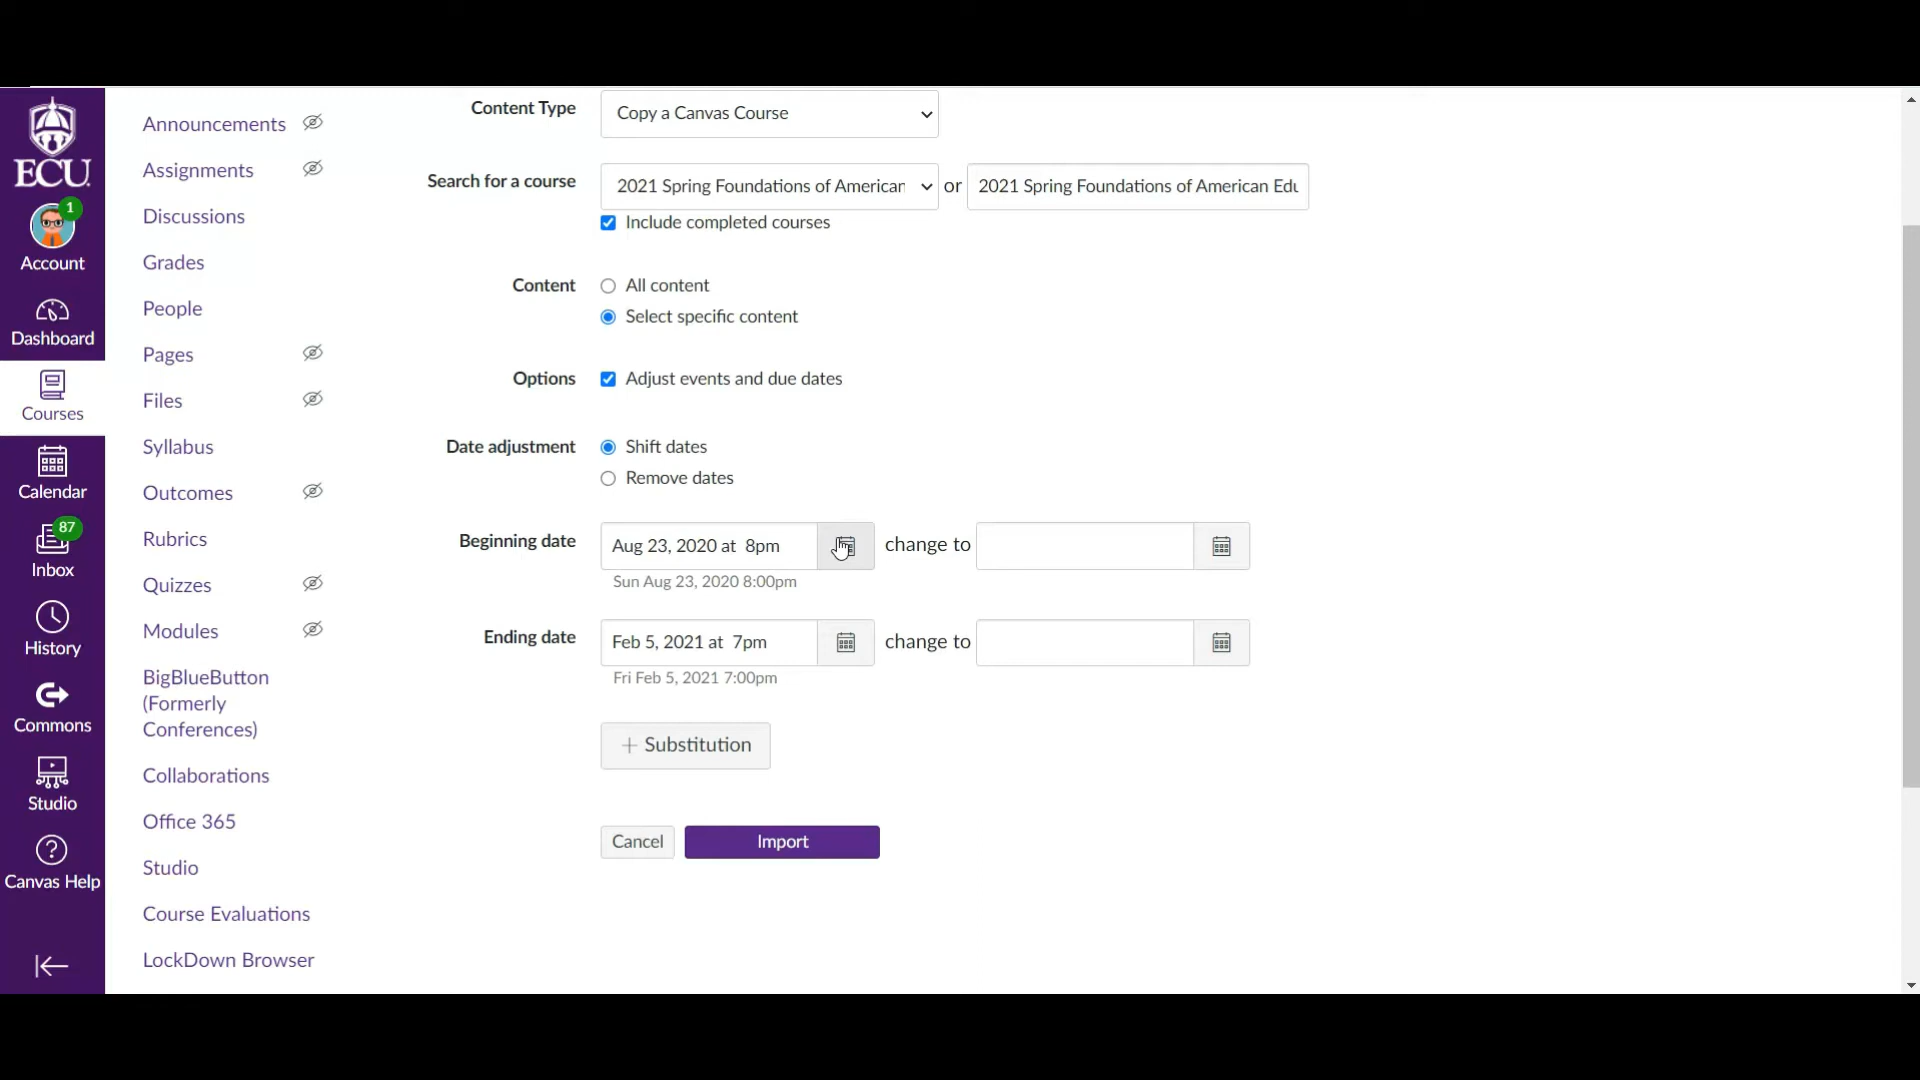 ECU
1
Account
Dashboard
Courses
Calendar
87
Inbox
History
Commons
Studio
Canvas Help
Announcements
Assignments
Discussions
Grades
People
Pages
Files
Syllabus
Outcomes
Rubrics
Quizzes
Modules
BigBlueButton
(Formerly
Conferences)
Collaborations
Office 365
Studio
Course Evaluations
LockDown Browser
Content Type Copy a Canvas Course
Search for a course 2021 Spring Foundations of American or 2021 Spring Foundations of American Edu
Include completed courses
Content All content
Select specific content
Options Adjust events and due dates
Date adjustment Shift dates
Remove dates
Beginning date Aug 23, 2020 at 8pm change to
Sun Aug 23, 2020 8:00pm
Ending date Feb 5, 2021 at 7pm change to
Fri Feb 5, 2021 7:00pm
+ Substitution
Cancel Import